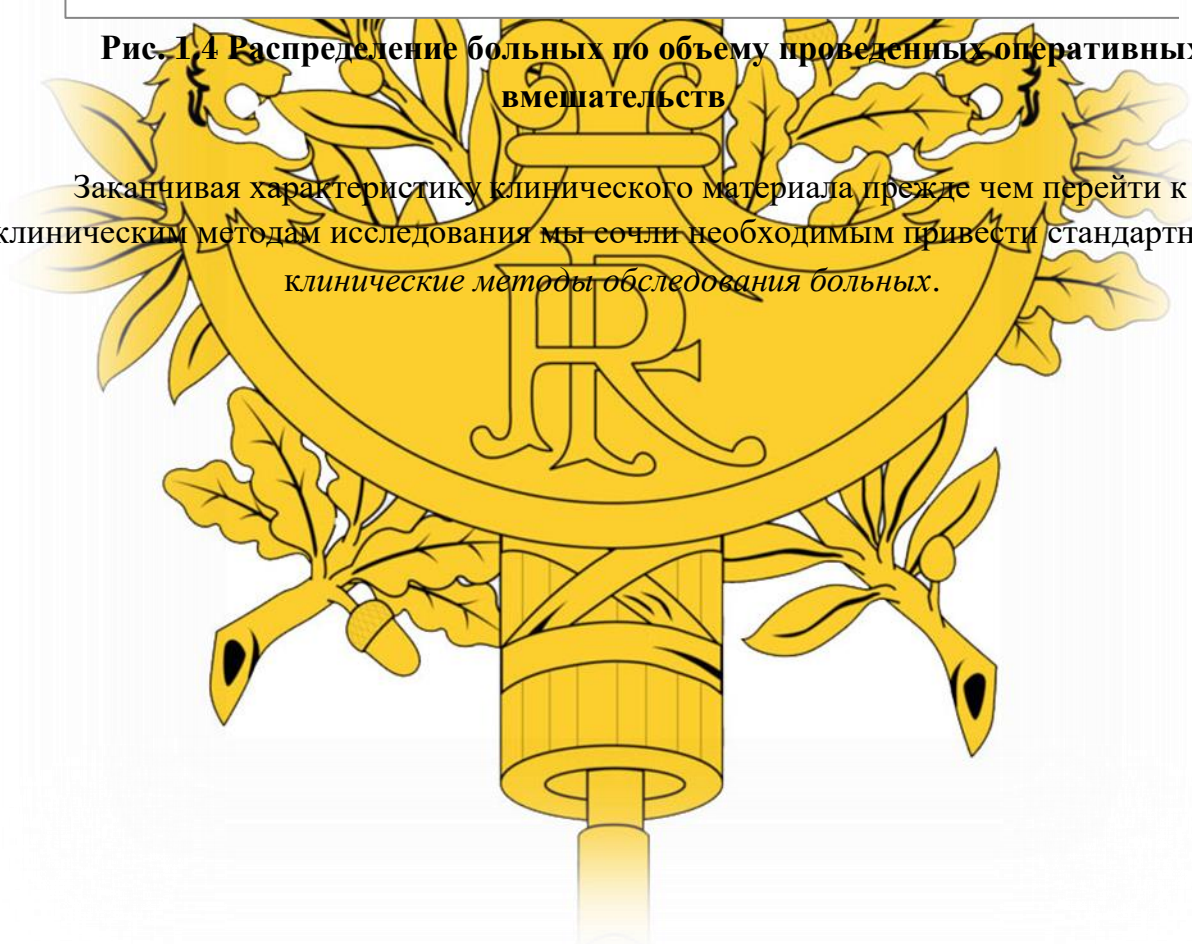 Рис. 1.4 Распределение больных по объему проведенных оперативных
вмешательств
Заканчивая характеристику клинического материала прежде чем перейти к
клиническим методам исследования мы сочли необходимым привести стандартн
клинические методы обследования больных.
RF